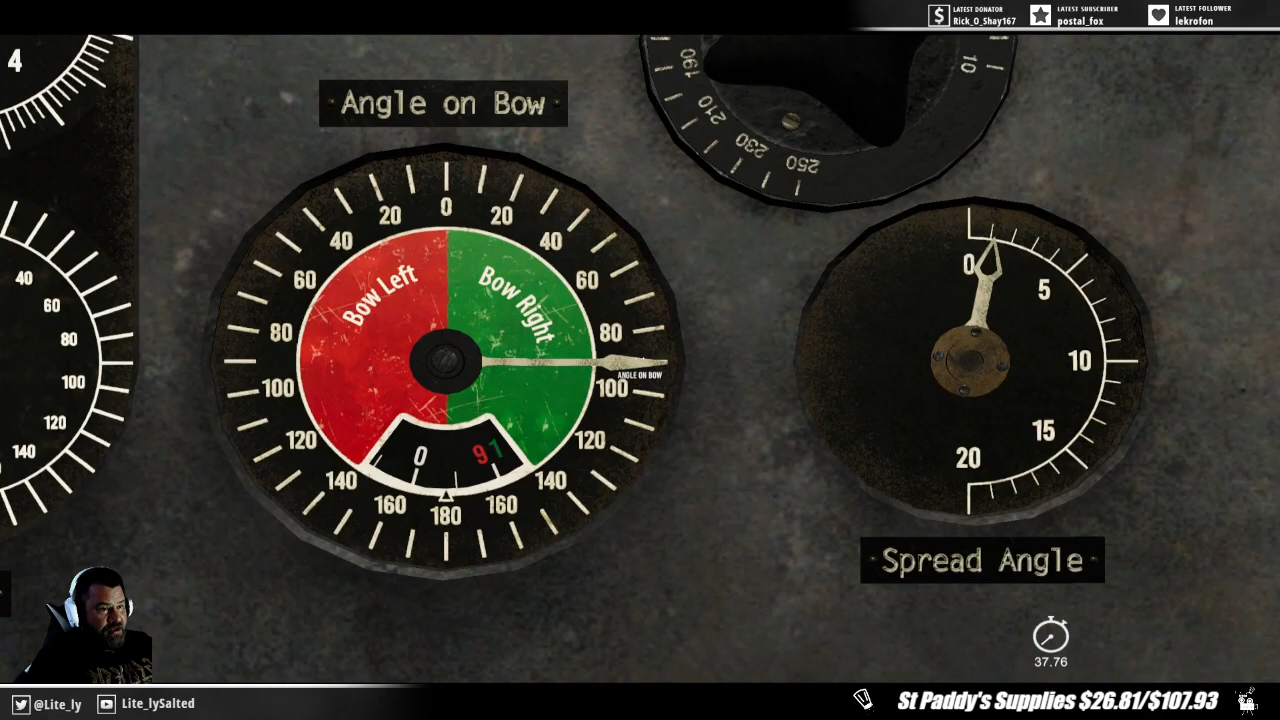 LATEST DONATOR
Rick_O_Shay167
LATEST SUBSCRIBER
postal_fox
LATEST FOLLOWER
lekrofon
4
Angle on Bow
190
210
230
250
10
0
20
20
40
40
60
60
80
80
100
100
120
120
140
140
160
160
180
Bow Left
Bow Right
ANGLE ON BOW
0
91
40
60
80
100
120
140
0
5
10
15
20
Spread Angle
37.76
@Lite_ly
Lite_lySalted
St Paddy's Supplies $26.81/$107.93